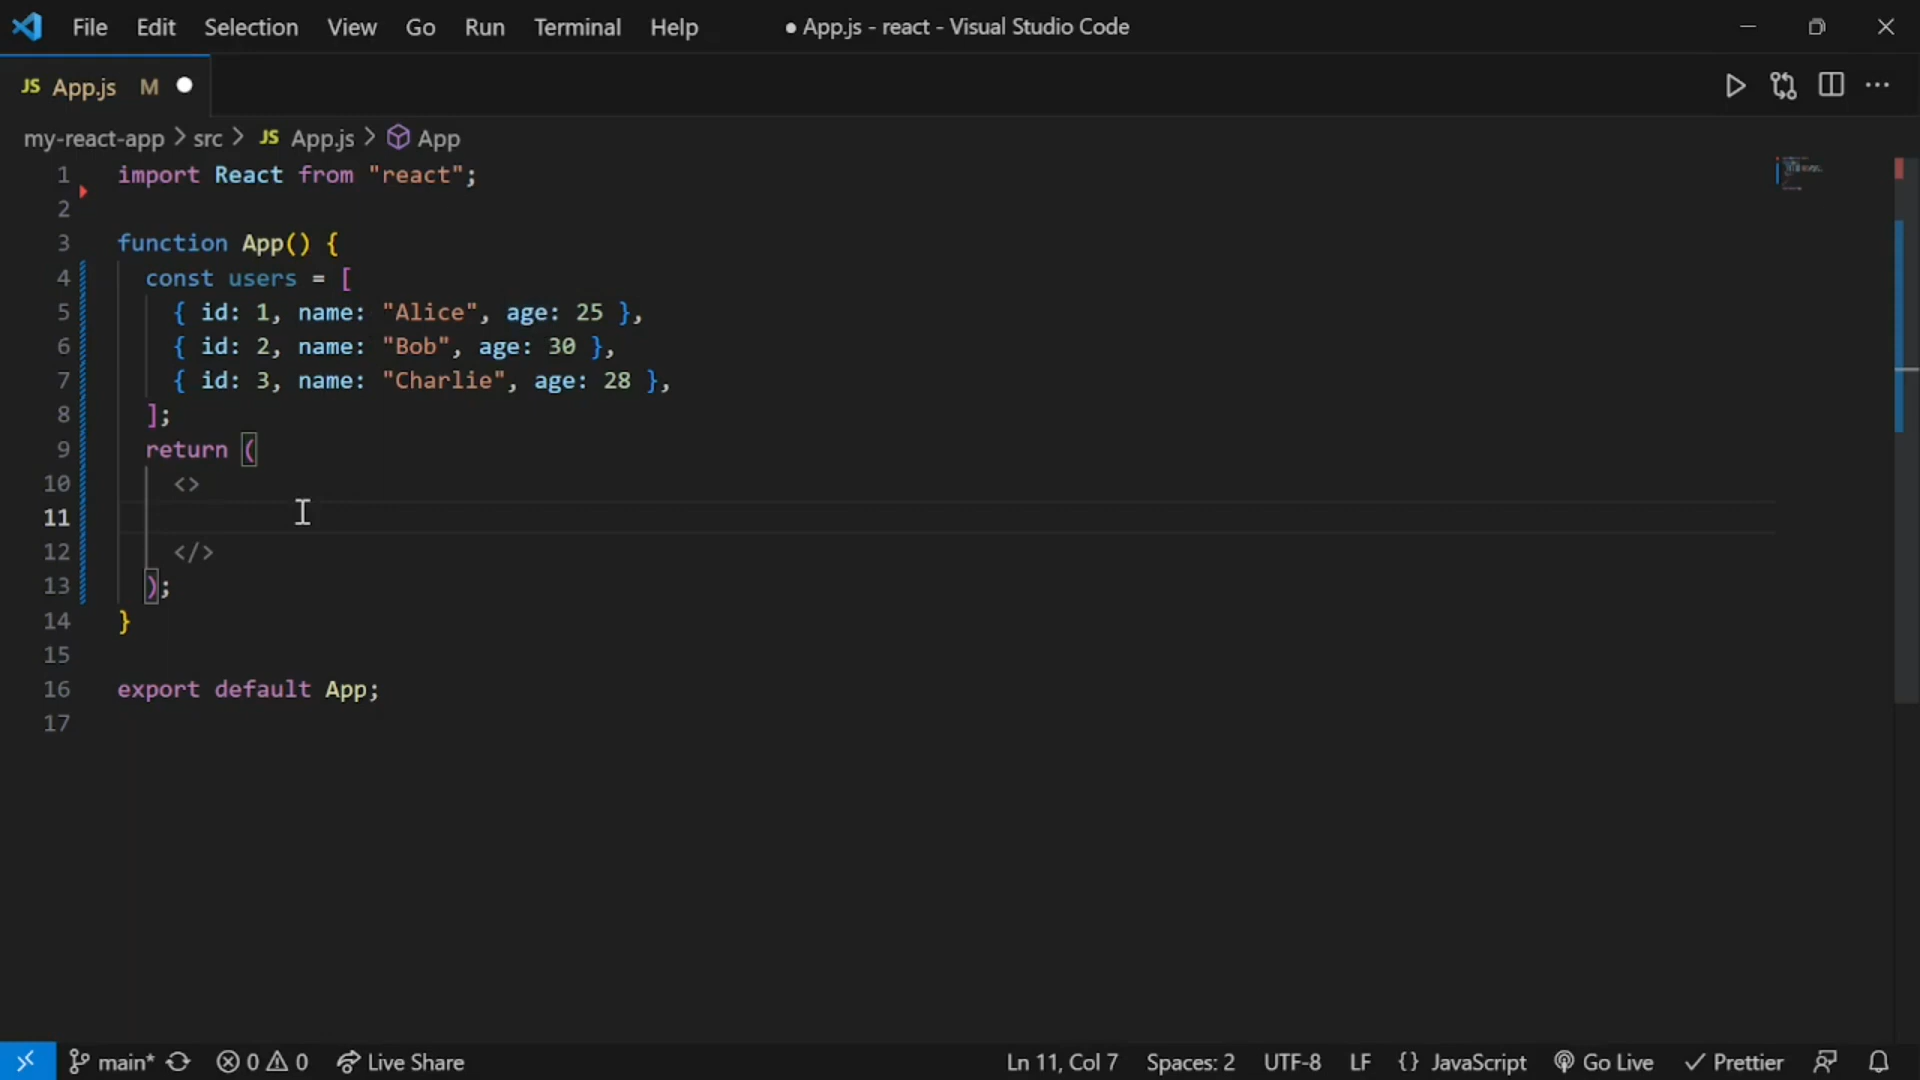 File Edit Selection View Go Run Terminal Help ● App.js - react - Visual Studio Code
JS App.js M
my-react-app > src > JS App.js > App
1 import React from "react";
2
3 function App() {
4 const users = [
5 { id: 1, name: "Alice", age: 25 },
6 { id: 2, name: "Bob", age: 30 },
7 { id: 3, name: "Charlie", age: 28 },
8 ];
9 return (
10 <>
11
12 </>
13 );
14 }
15
16 export default App;
17
main* 0 0 Live Share Ln 11, Col 7 Spaces: 2 UTF-8 LF {} JavaScript Go Live Prettier